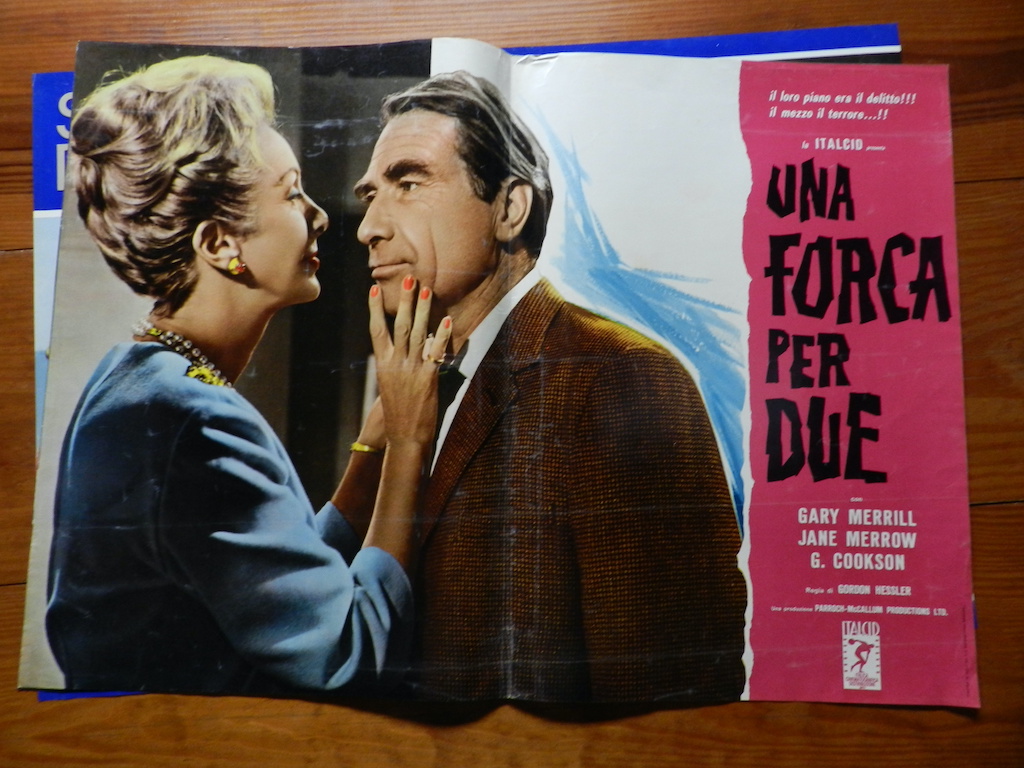 il loro piano era il delitto!!!
il mezzo il terrore...!!
la ITALCID presenta
UNA
FORCA
PER
DUE
con
GARY MERRILL
JANE MERROW
G. COOKSON
Regia di GORDON HESSLER
Una produzione PARROCH-McCALLUM PRODUCTIONS LTD.
ITALCID